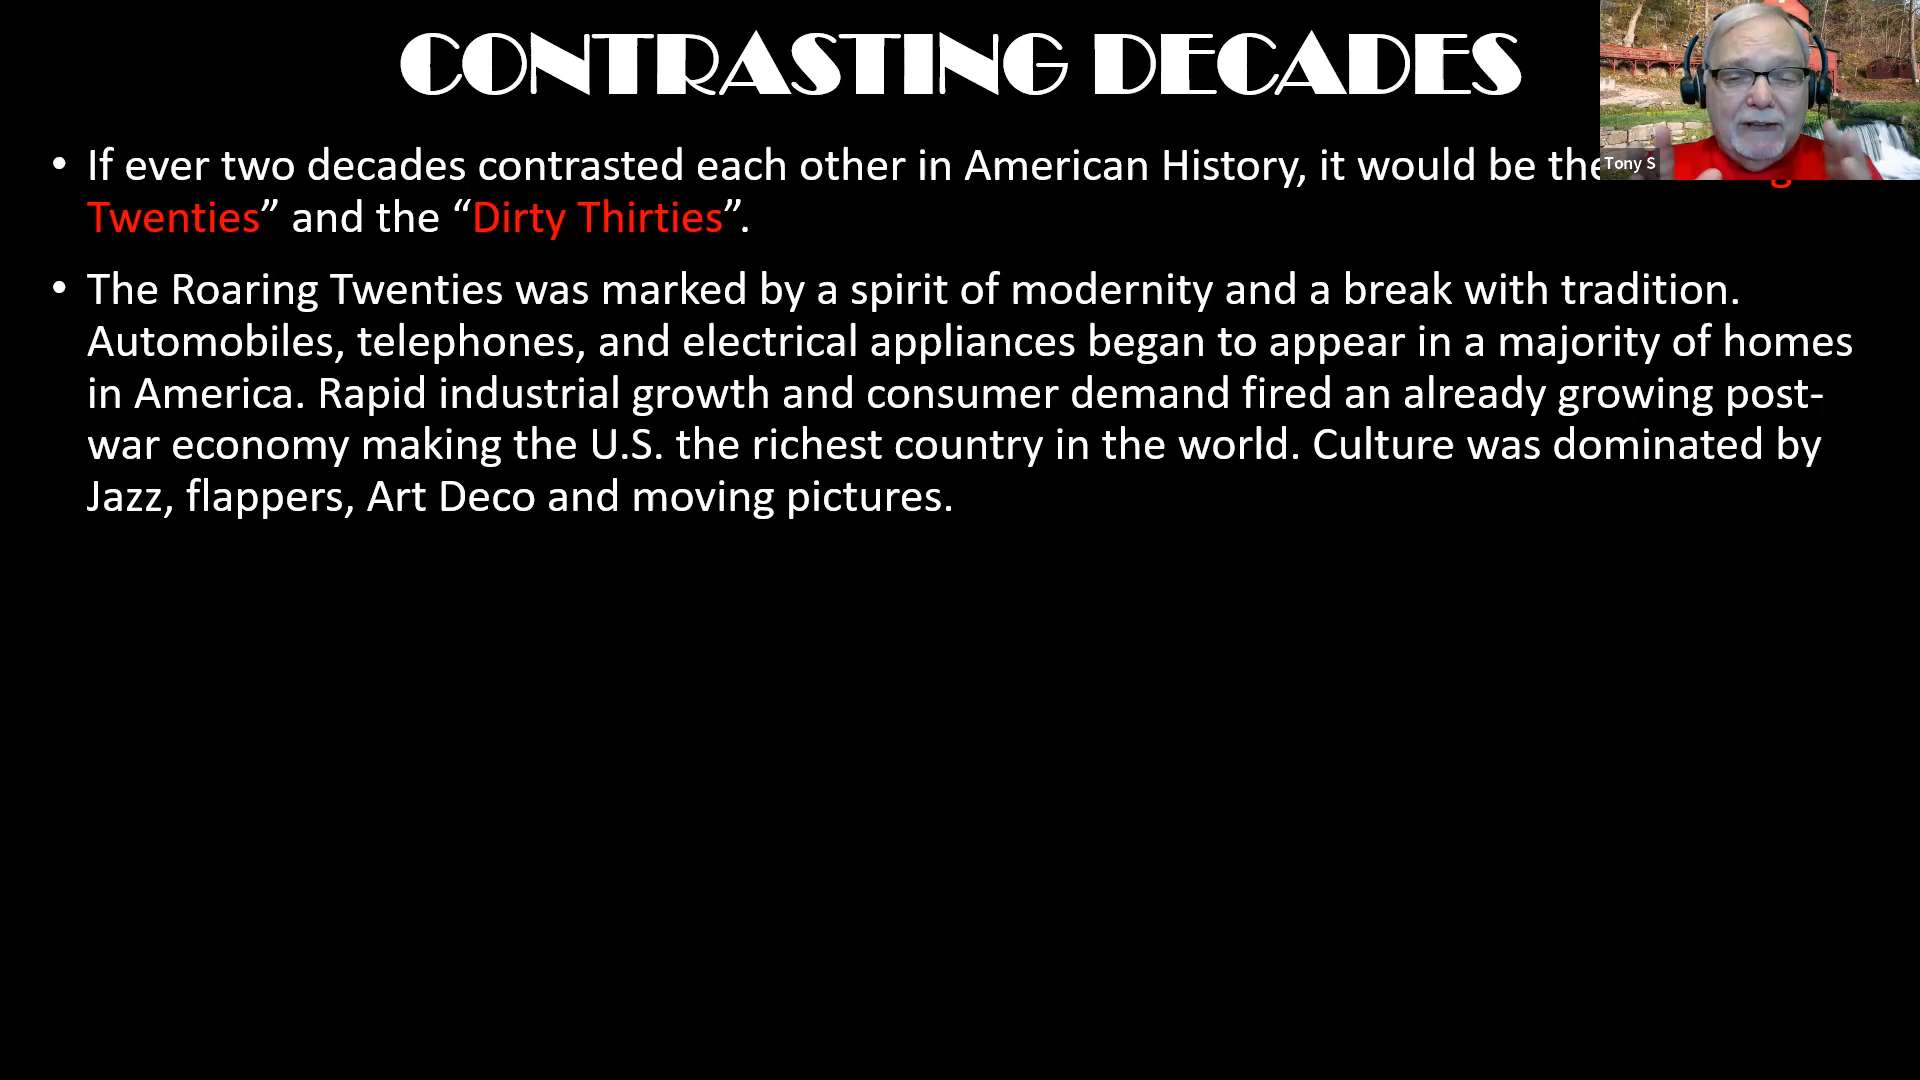 CONTRASTING DECADES
• If ever two decades contrasted each other in American History, it would be the
Twenties” and the “Dirty Thirties”.
• The Roaring Twenties was marked by a spirit of modernity and a break with tradition.
Automobiles, telephones, and electrical appliances began to appear in a majority of homes
in America. Rapid industrial growth and consumer demand fired an already growing post-
war economy making the U.S. the richest country in the world. Culture was dominated by
Jazz, flappers, Art Deco and moving pictures.
Tony S